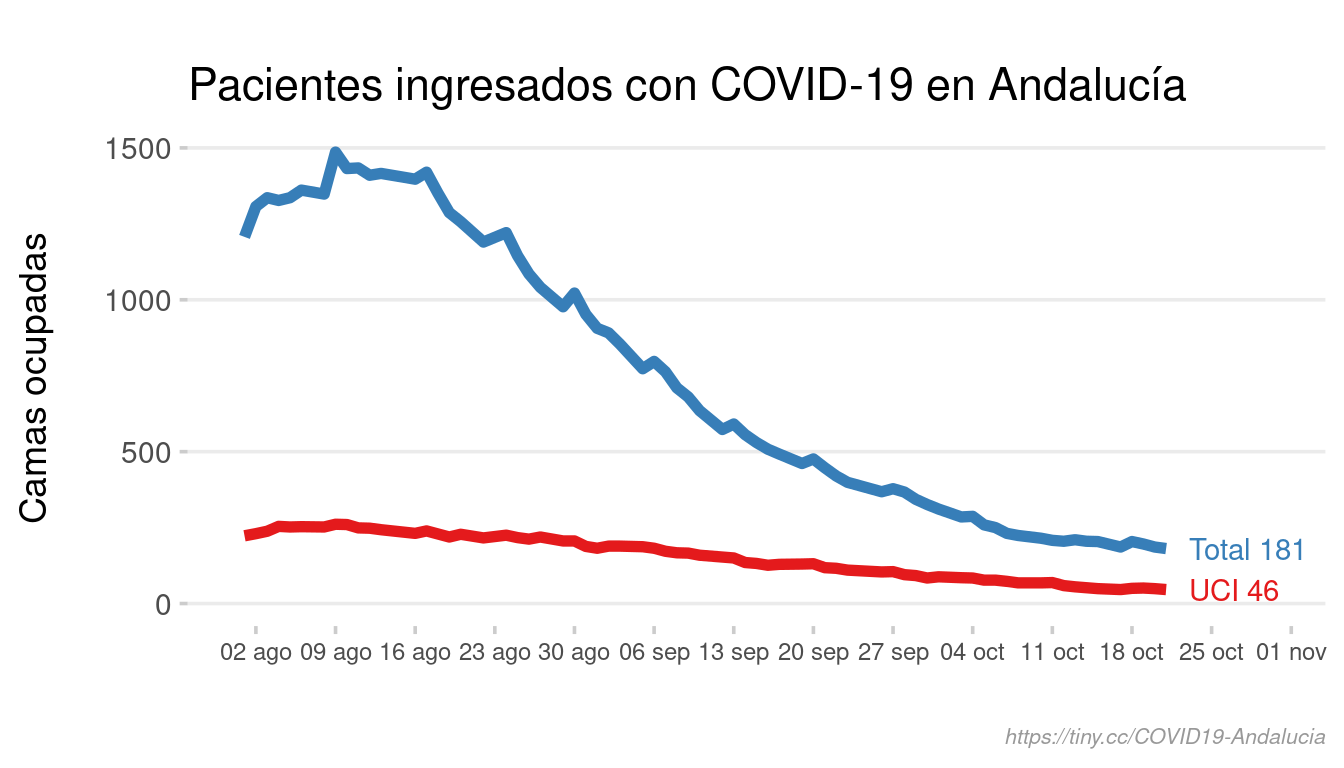 Pacientes ingresados con COVID-19 en Andalucía
Camas ocupadas
1500
1000
500
0
Total 181
UCI 46
02 ago 09 ago 16 ago 23 ago 30 ago 06 sep 13 sep 20 sep 27 sep 04 oct 11 oct 18 oct 25 oct 01 nov
https://tiny.cc/COVID19-Andalucia